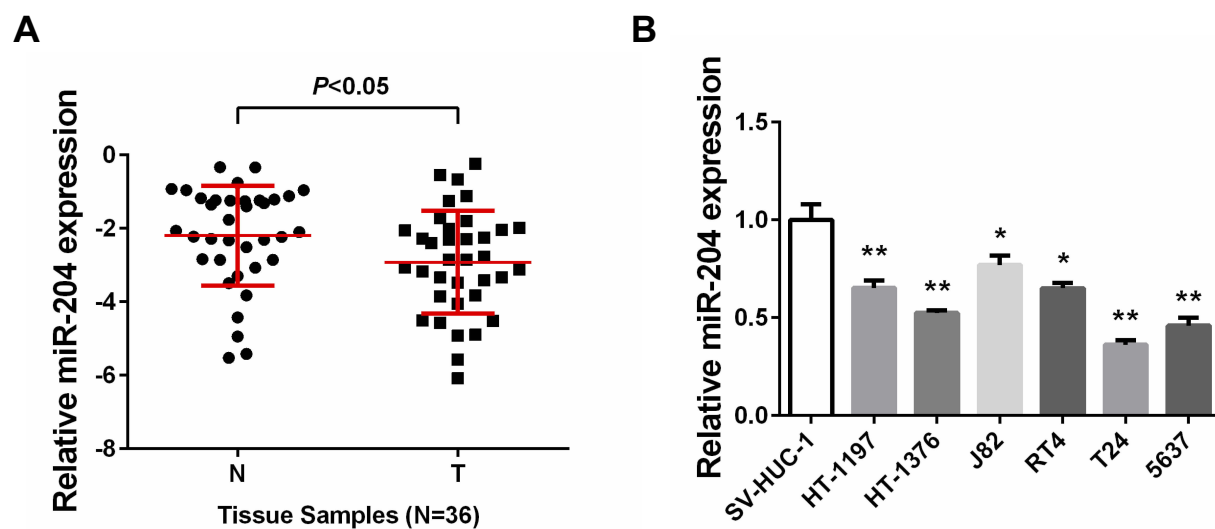 A
Relative miR-204 expression
P<0.05
0
-2
-4
-6
-8
N
T
Tissue Samples (N=36)
B
Relative miR-204 expression
1.5
1.0
0.5
0.0
**
**
*
*
**
**
SV-HUC-1
HT-1197
HT-1376
J82
RT4
T24
5637